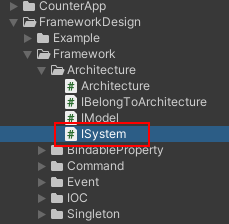 CounterApp
FrameworkDesign
Example
Framework
Architecture
Architecture
IBelongToArchitecture
IModel
ISystem
BindableProperty
Command
Event
IOC
Singleton